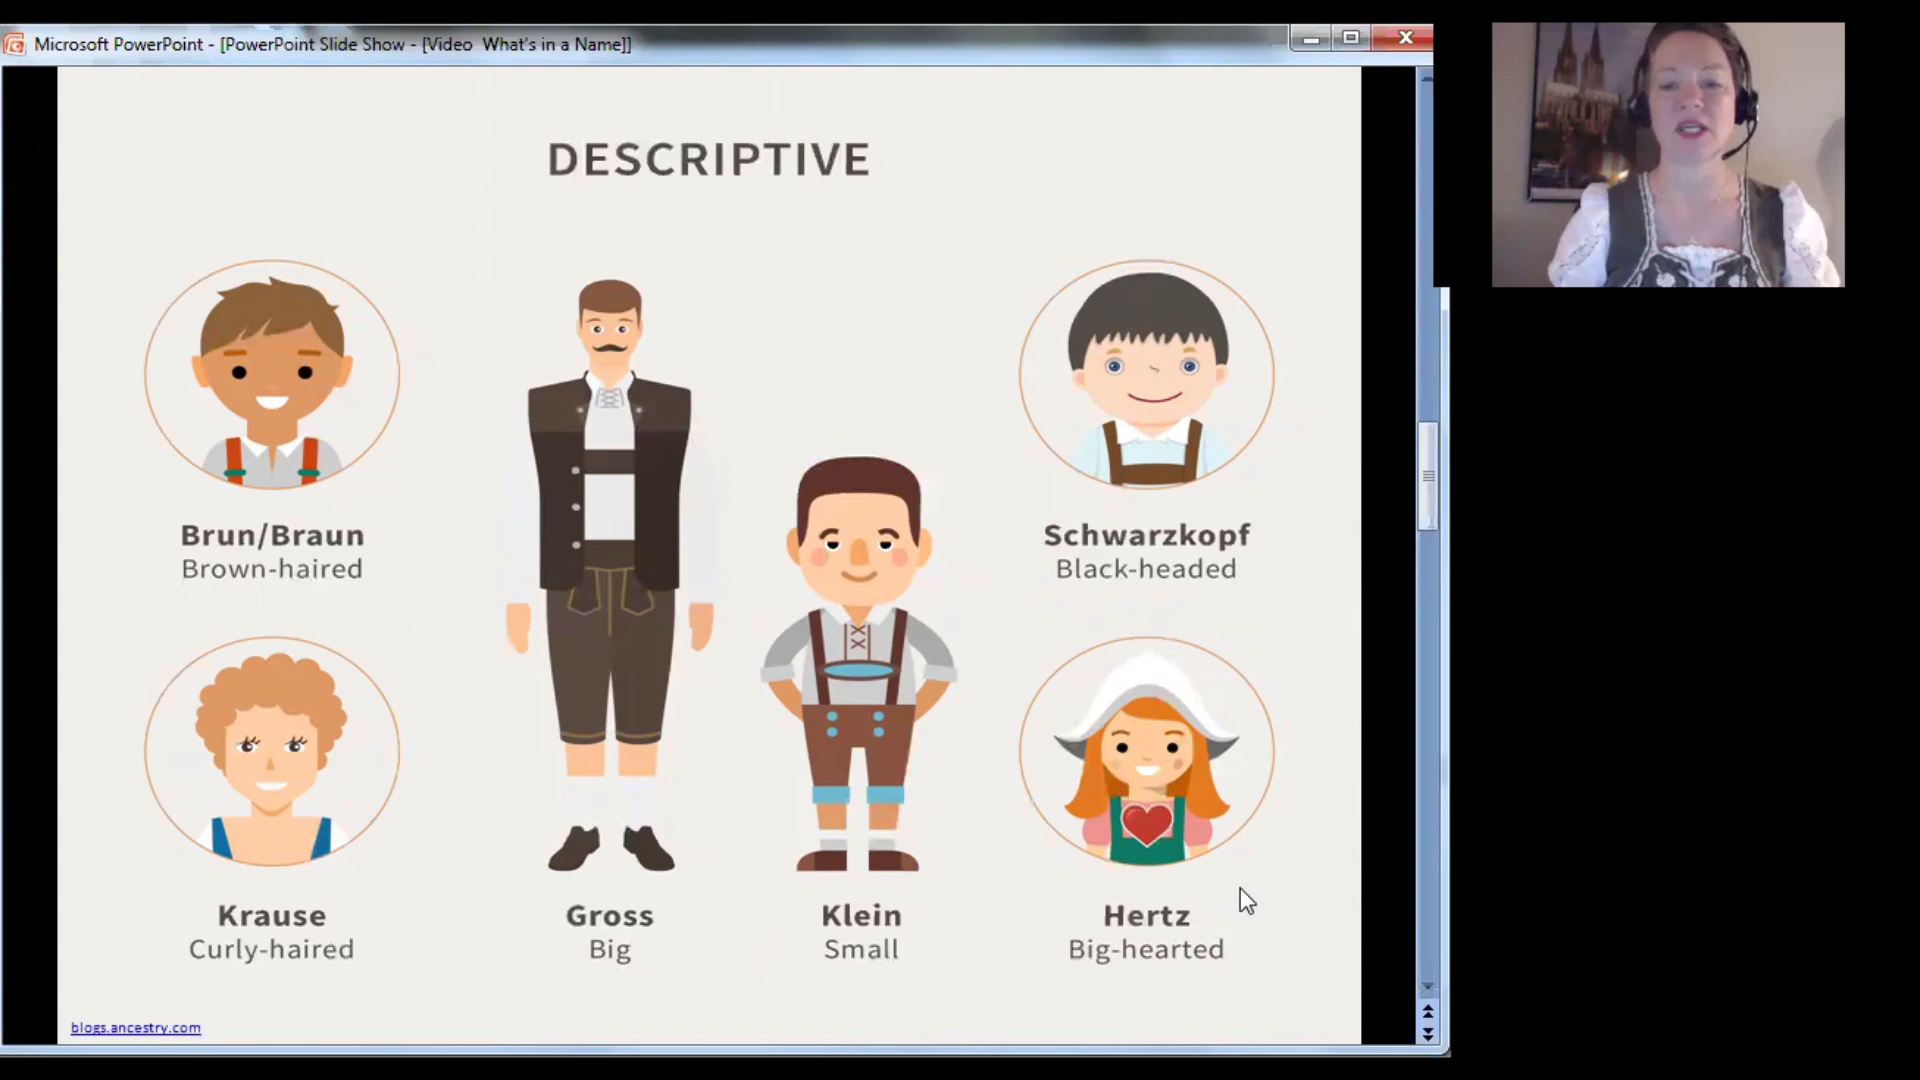 Microsoft PowerPoint - [PowerPoint Slide Show - [Video  What's in a Name]]
DESCRIPTIVE
Brun/Braun
Brown-haired
Schwarzkopf
Black-headed
Krause
Curly-haired
Gross
Big
Klein
Small
Hertz
Big-hearted
blogs.ancestry.com